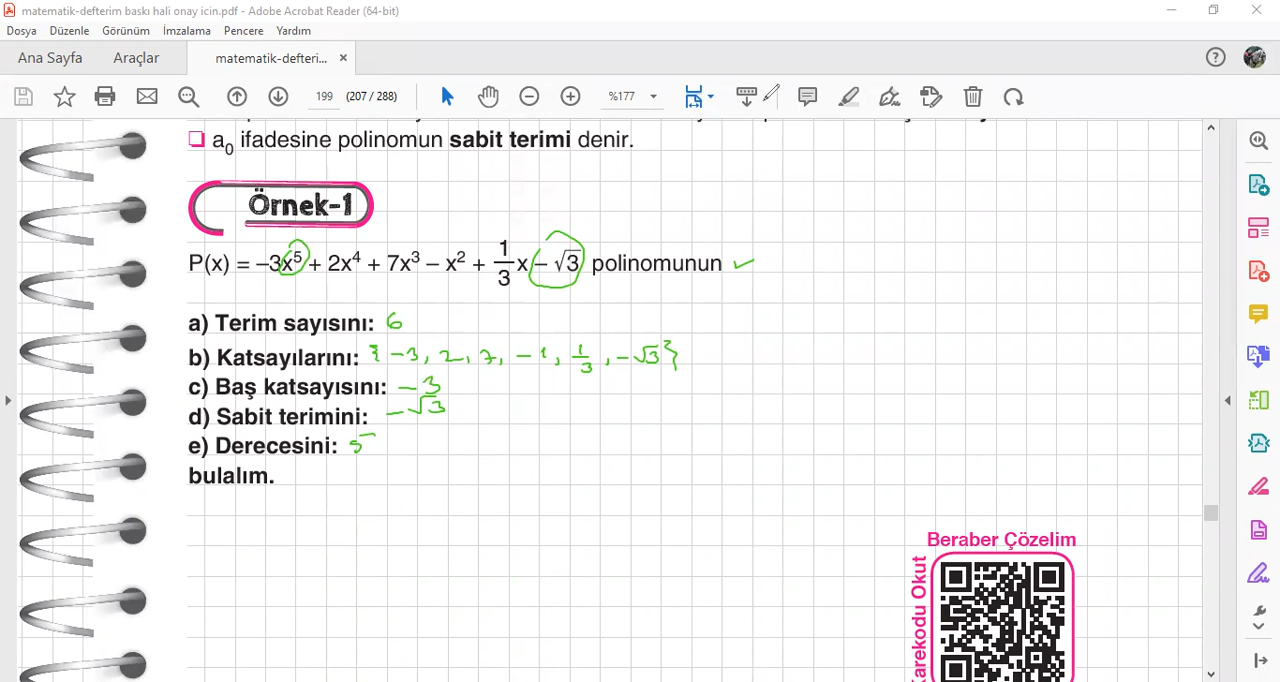 matematik-defterim baskı hali onay icin.pdf - Adobe Acrobat Reader (64-bit)
Dosya Düzenle Görünüm İmzalama Pencere Yardım
Ana Sayfa Araçlar matematik-defteri... ×
199 (207 / 288) %177
❑ a₀ ifadesine polinomun sabit terimi denir.
Örnek-1
P(x) = –3x⁵ + 2x⁴ + 7x³ – x² + 1/3 x – √3 polinomunun ✓
a) Terim sayısını: 6
b) Katsayılarını: {-3, 2, 7, -1, 1/3, -√3}
c) Baş katsayısını: -3
d) Sabit terimini: -√3
e) Derecesini: 5
bulalım.
Beraber Çözelim
Karekodu Okut